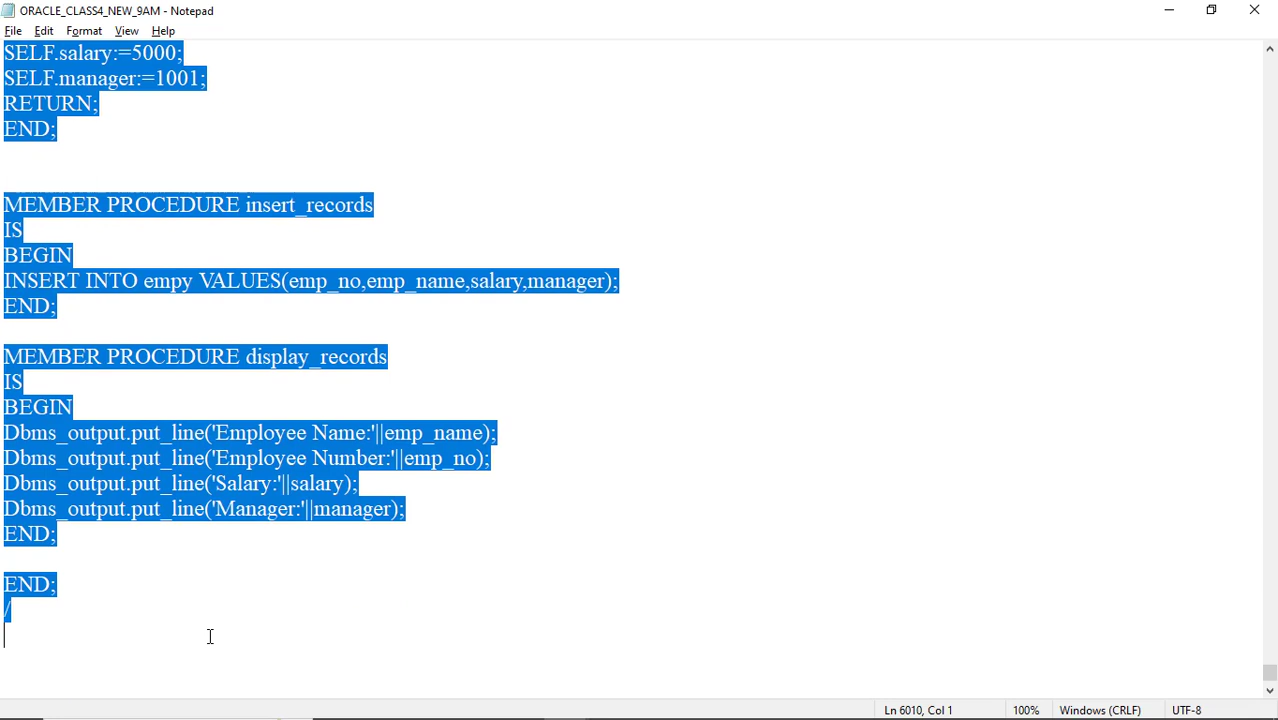 ORACLE_CLASS4_NEW_9AM - Notepad
File Edit Format View Help
SELF.salary:=5000;
SELF.manager:=1001;
RETURN;
END;
MEMBER PROCEDURE insert_records
IS
BEGIN
INSERT INTO empy VALUES(emp_no,emp_name,salary,manager);
END;
MEMBER PROCEDURE display_records
IS
BEGIN
Dbms_output.put_line('Employee Name:'||emp_name);
Dbms_output.put_line('Employee Number:'||emp_no);
Dbms_output.put_line('Salary:'||salary);
Dbms_output.put_line('Manager:'||manager);
END;
END;
/
Ln 6010, Col 1 100% Windows (CRLF) UTF-8